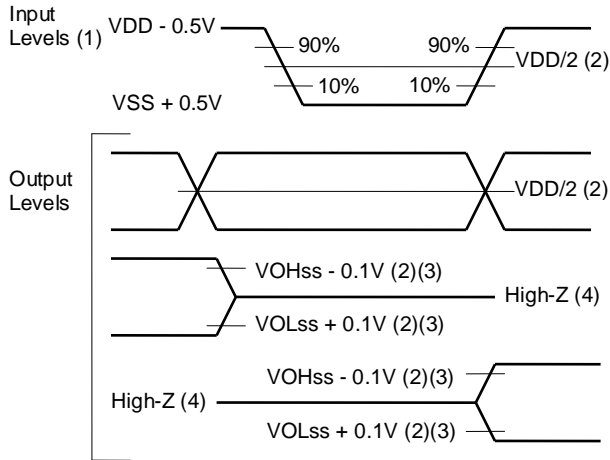 Input
Levels (1) VDD - 0.5V
90% 90%
VDD/2 (2)
10% 10%
VSS + 0.5V
Output
Levels
VDD/2 (2)
VOHss - 0.1V (2)(3)
High-Z (4)
VOLss + 0.1V (2)(3)
VOHss - 0.1V (2)(3)
High-Z (4)
VOLss + 0.1V (2)(3)